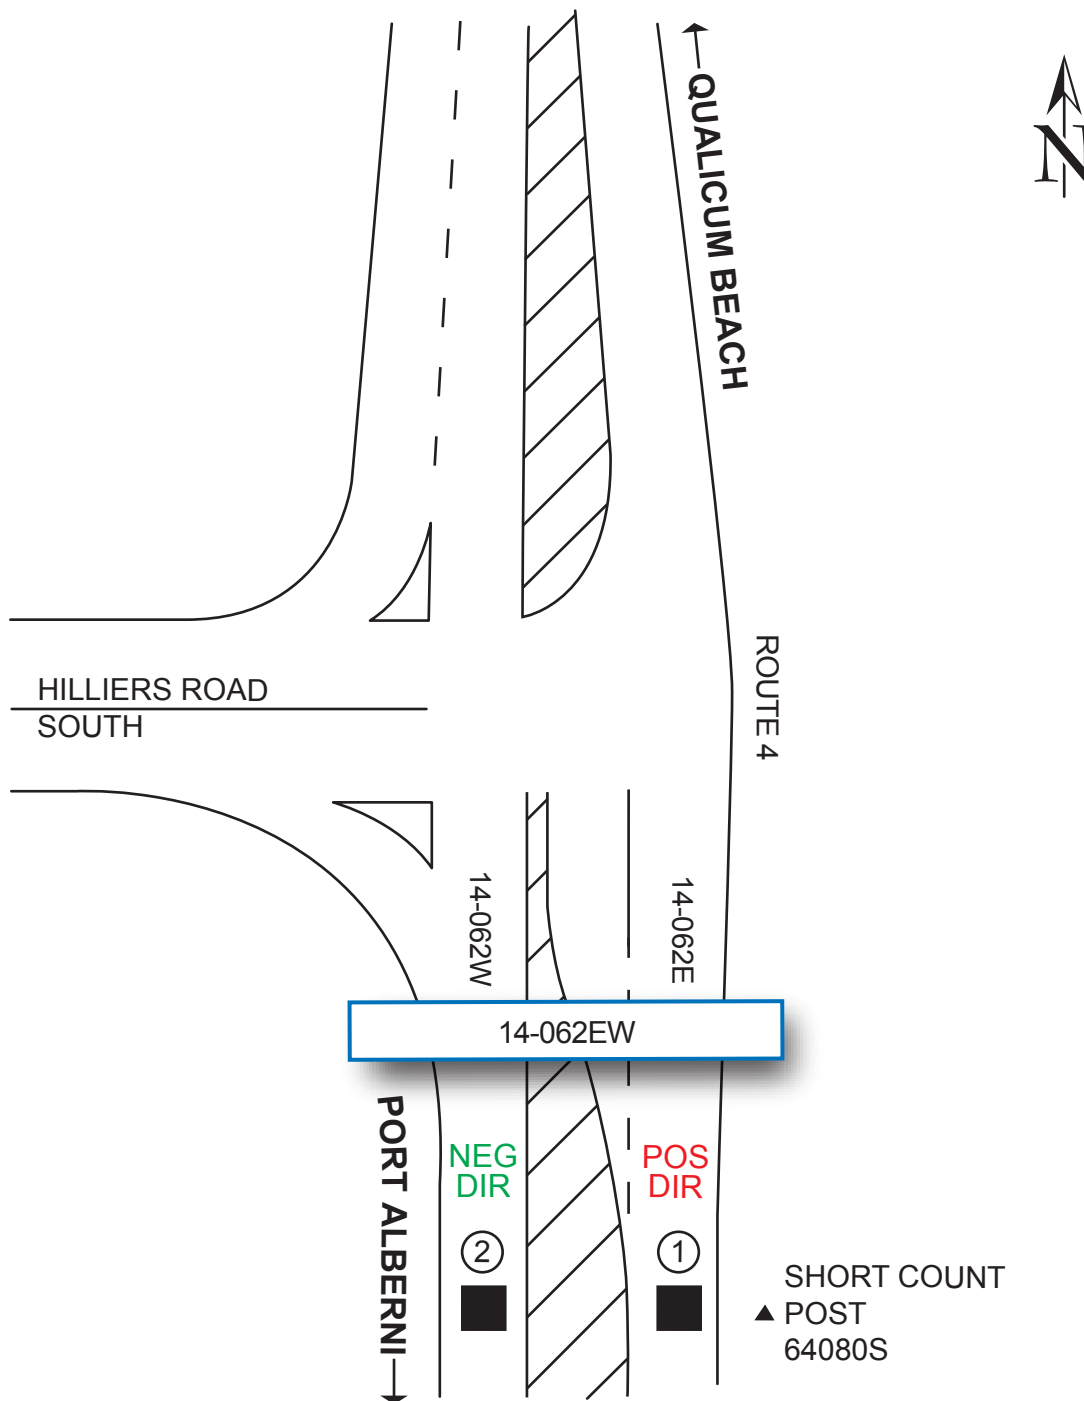 QUALICUM BEACH
N
HILLIERS ROAD
SOUTH
ROUTE 4
14-062W
14-062E
14-062EW
PORT ALBERNI
NEG
DIR
POS
DIR
2
1
SHORT COUNT
POST
64080S